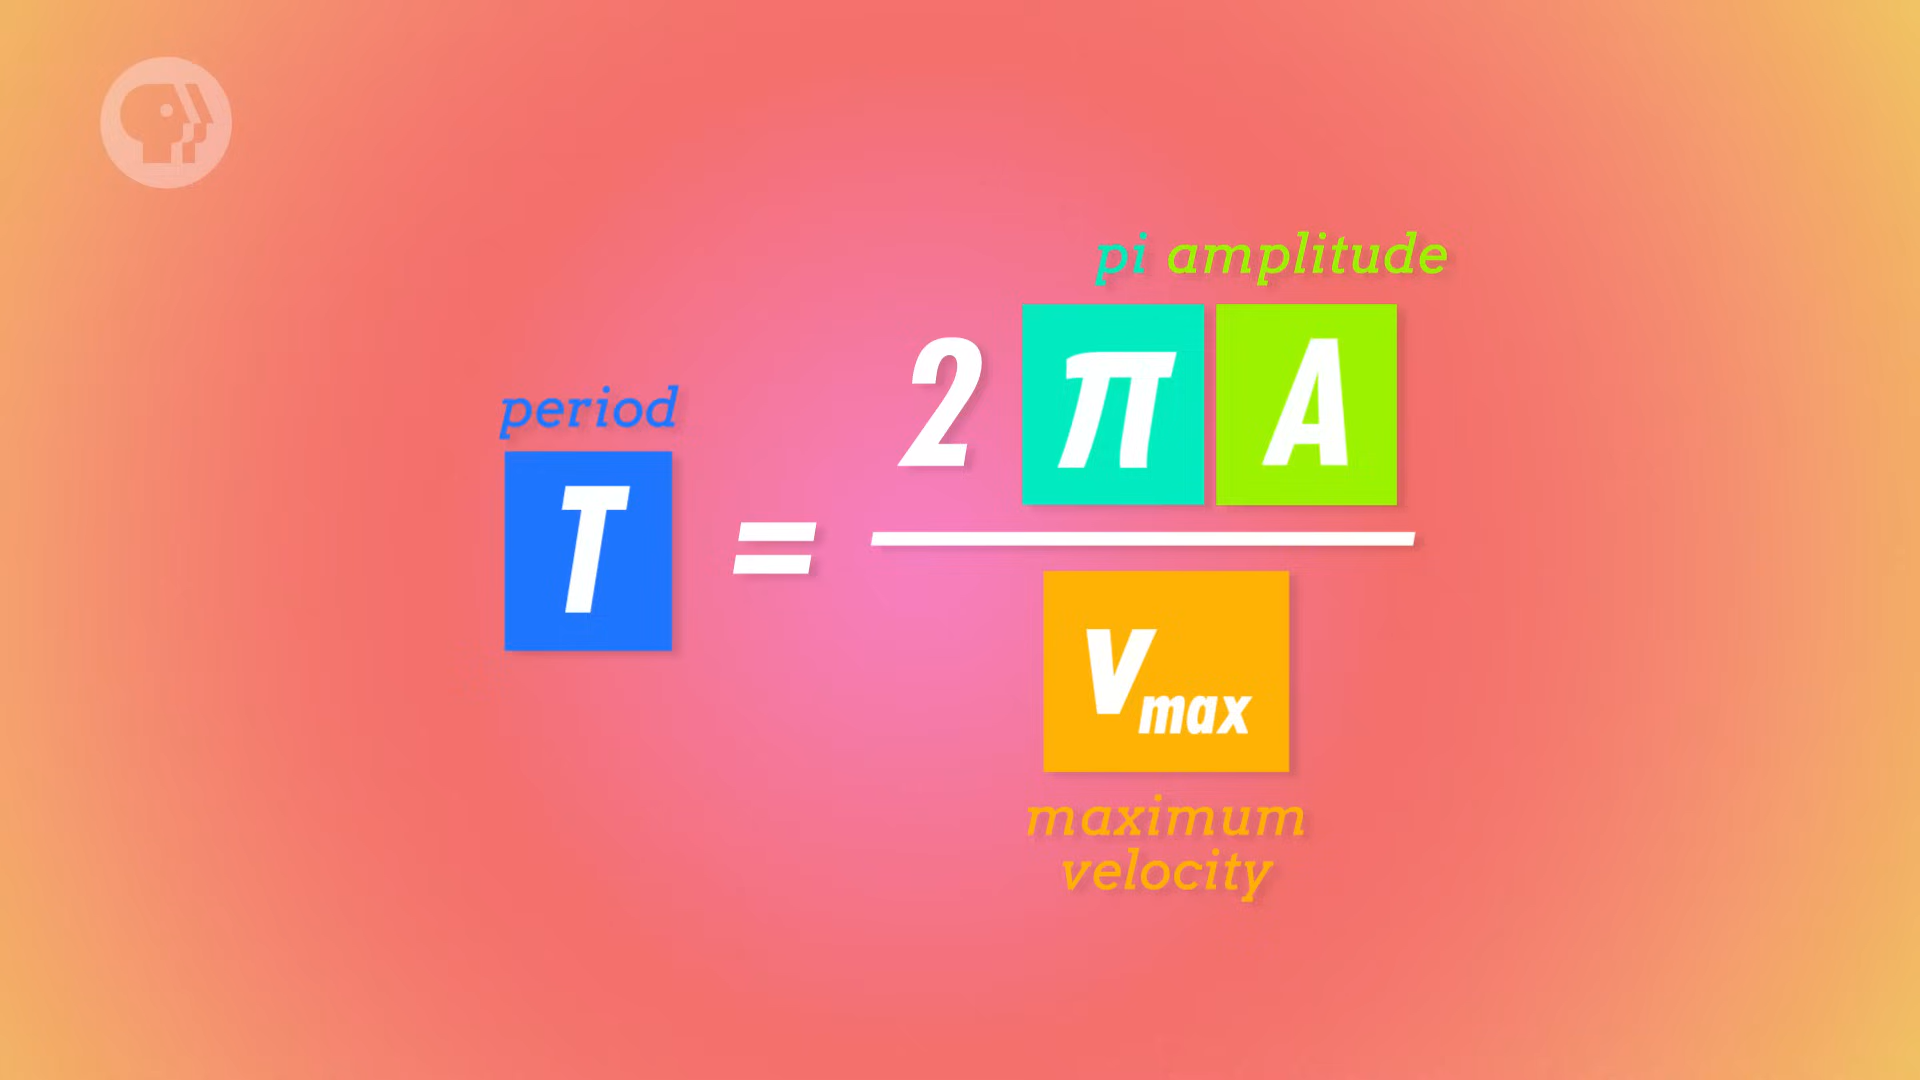 pi amplitude
period
T = 2 π A
v max
maximum
velocity